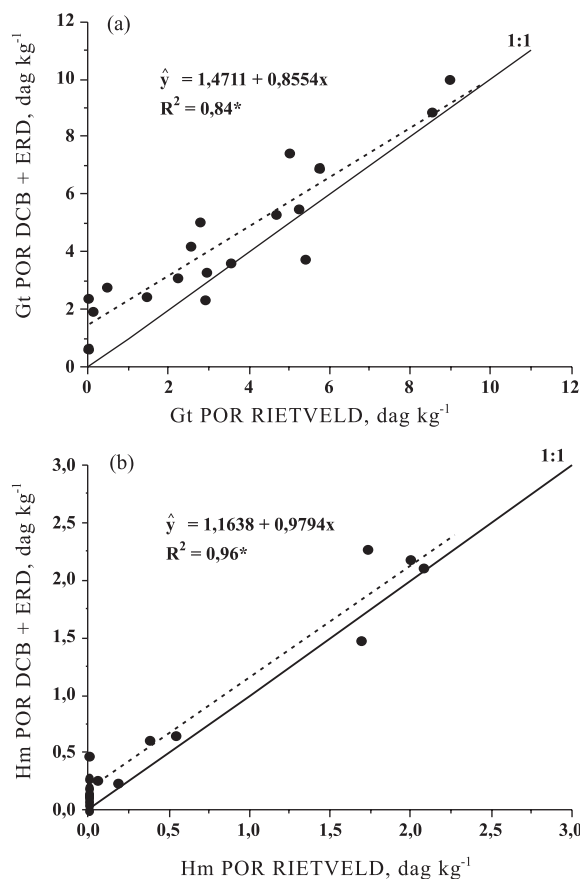 (a)
1:1
ŷ = 1,4711 + 0,8554x
R² = 0,84*
12
10
8
6
4
2
0
Gt POR DCB + ERD, dag kg⁻¹
0 2 4 6 8 10 12
Gt POR RIETVELD, dag kg⁻¹
(b)
1:1
ŷ = 1,1638 + 0,9794x
R² = 0,96*
3,0
2,5
2,0
1,5
1,0
0,5
0,0
Hm POR DCB + ERD, dag kg⁻¹
0,0 0,5 1,0 1,5 2,0 2,5 3,0
Hm POR RIETVELD, dag kg⁻¹